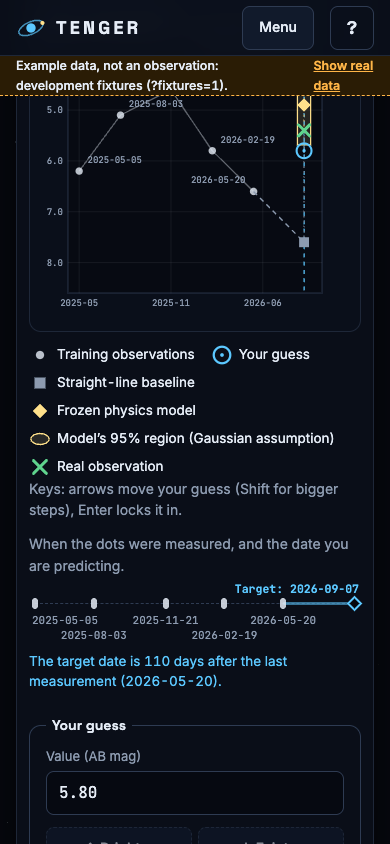 TENGER
Menu
?
Example data, not an observation:
development fixtures (?fixtures=1).
Show real
data
5.0
2025-08-03
2026-02-19
6.0
2025-05-05
2026-05-20
7.0
8.0
2025-05
2025-11
2026-06
Training observations
Your guess
Straight-line baseline
Frozen physics model
Model's 95% region (Gaussian assumption)
Real observation
Keys: arrows move your guess (Shift for bigger
steps), Enter locks it in.
When the dots were measured, and the date you
are predicting.
Target: 2026-09-07
2025-05-05
2025-11-21
2026-05-20
2025-08-03
2026-02-19
The target date is 110 days after the last
measurement (2026-05-20).
Your guess
Value (AB mag)
5.80